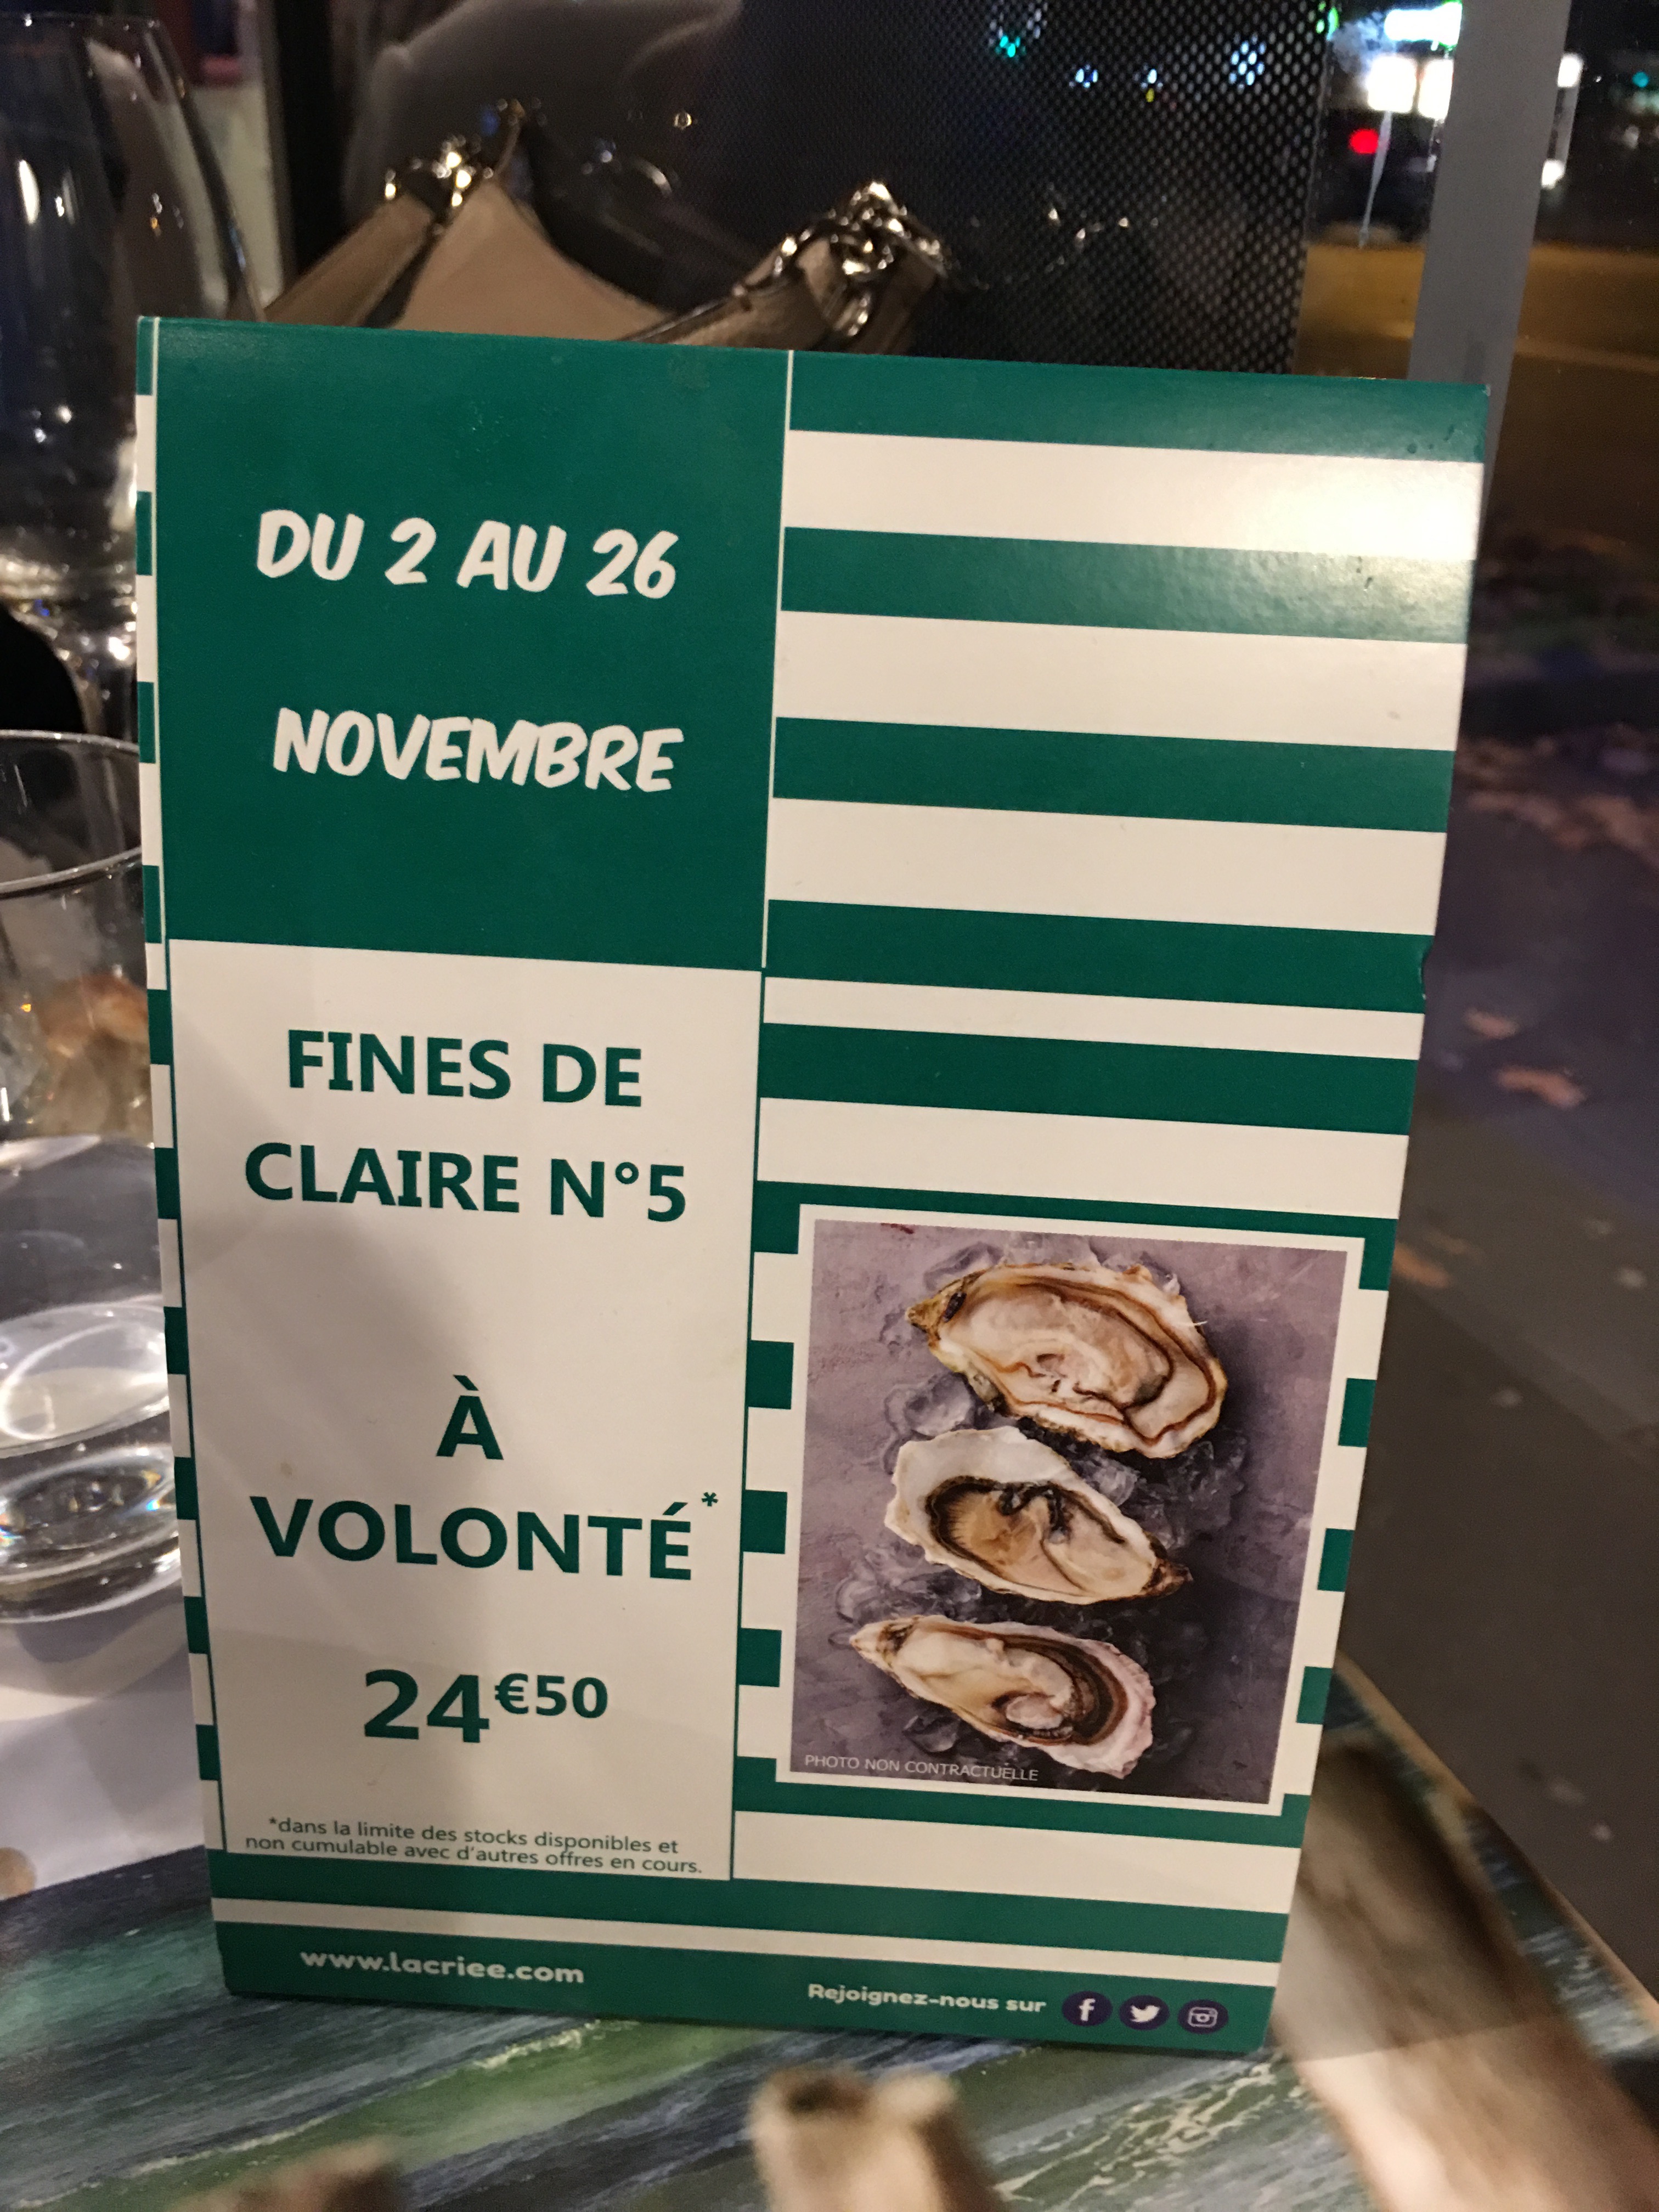 DU 2 AU 26
NOVEMBRE
FINES DE
CLAIRE N°5
À
VOLONTÉ*
24€50
*dans la limite des stocks disponibles et
non cumulable avec d'autres offres en cours.
PHOTO NON CONTRACTUELLE
www.lacriee.com
Rejoignez-nous sur